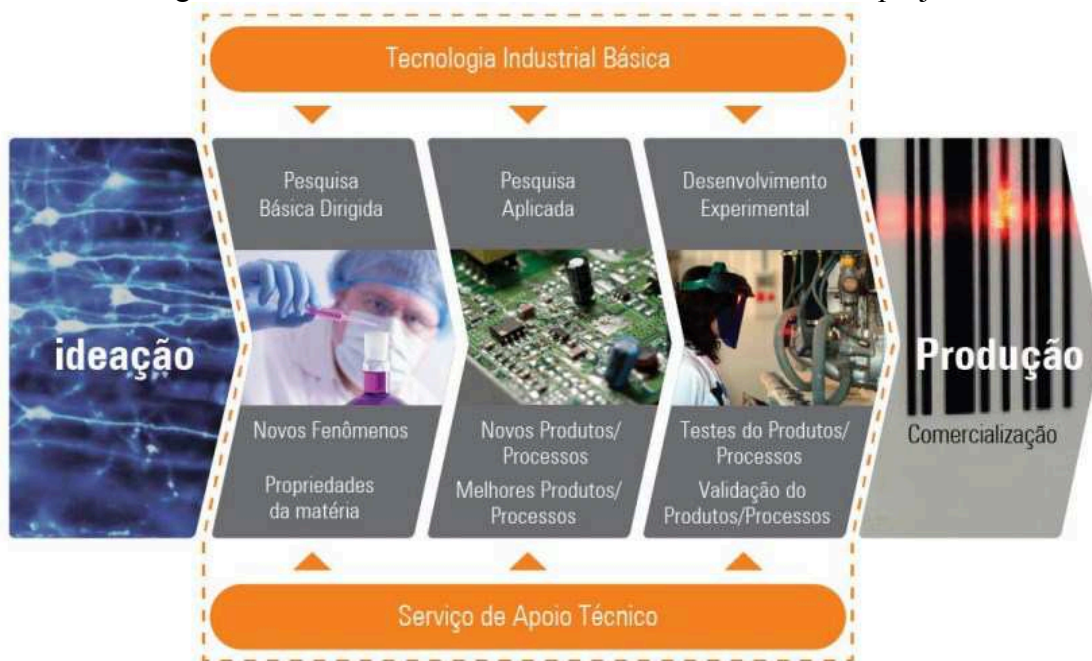 Tecnologia Industrial Básica
Pesquisa
Básica Dirigida
Pesquisa
Aplicada
Desenvolvimento
Experimental
ideação
Produção
Comercialização
Novos Fenômenos
Propriedades
da matéria
Novos Produtos/
Processos
Melhores Produtos/
Processos
Testes do Produtos/
Processos
Validação do
Produtos/Processos
Serviço de Apoio Técnico